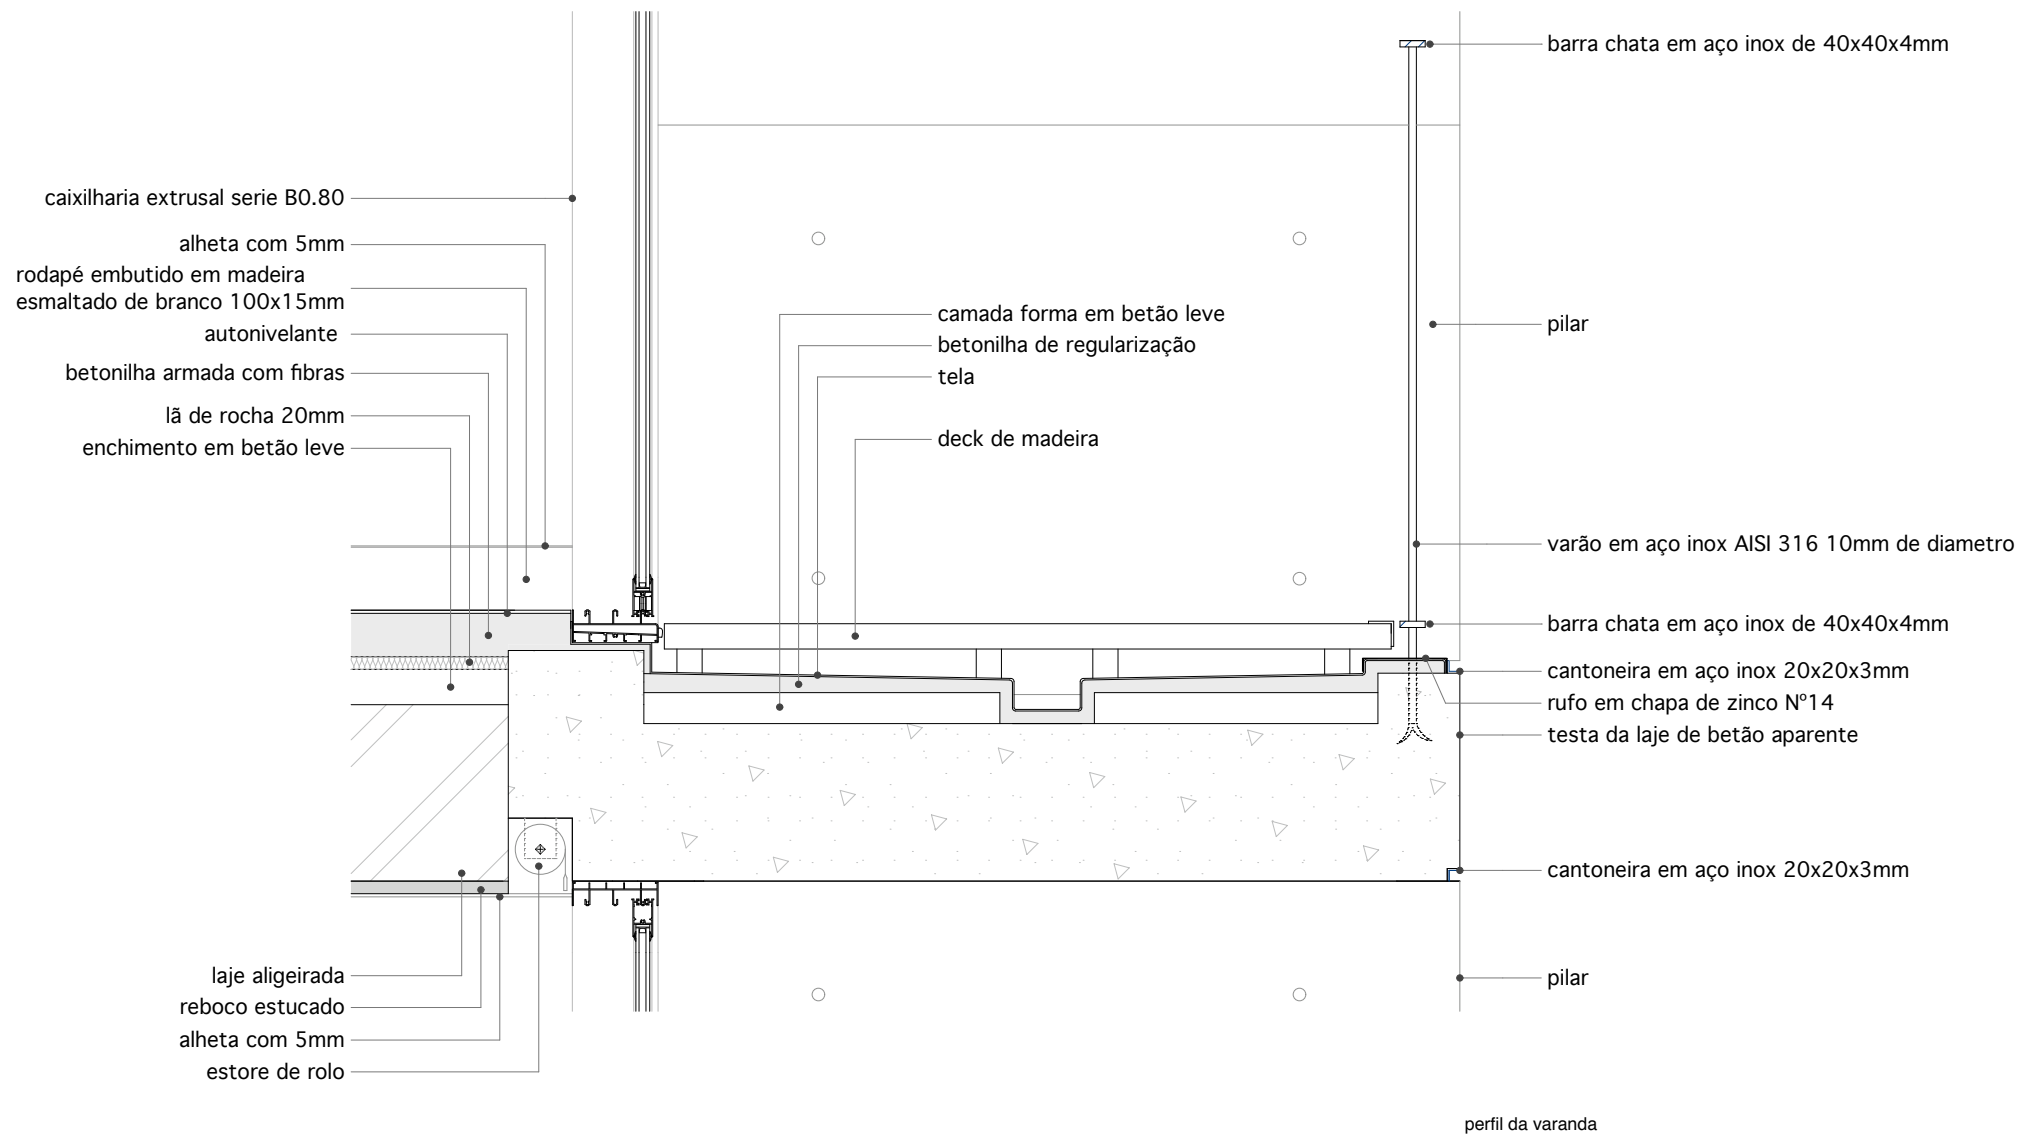 caixilharia extrusal serie B0.80
alheta com 5mm
rodapé embutido em madeira
esmaltado de branco 100x15mm
autonivelante
betonilha armada com fibras
lã de rocha 20mm
enchimento em betão leve
laje aligeirada
reboco estucado
alheta com 5mm
estore de rolo
camada forma em betão leve
betonilha de regularização
tela
deck de madeira
barra chata em aço inox de 40x40x4mm
pilar
varão em aço inox AISI 316 10mm de diametro
barra chata em aço inox de 40x40x4mm
cantoneira em aço inox 20x20x3mm
rufo em chapa de zinco Nº14
testa da laje de betão aparente
cantoneira em aço inox 20x20x3mm
pilar
perfil da varanda